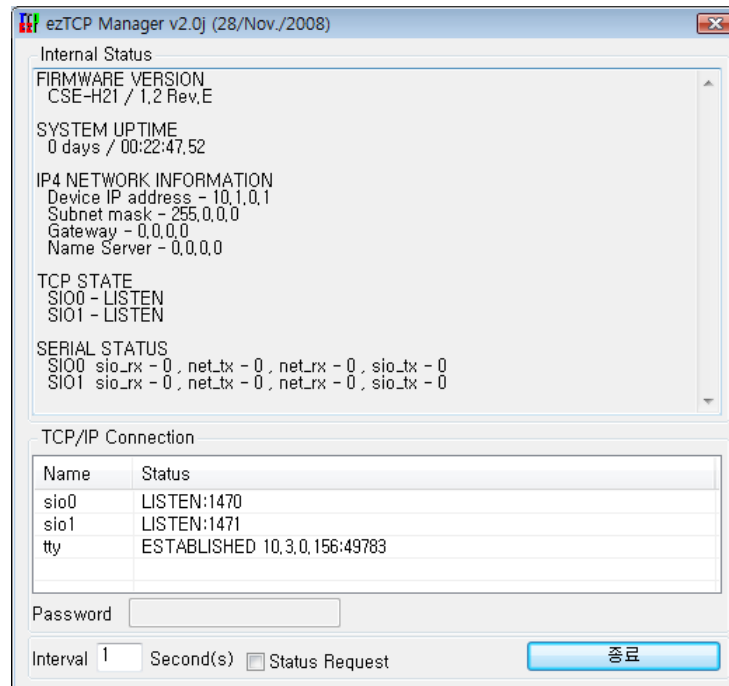 ezTCP Manager v2.0j (28/Nov./2008)
Internal Status
FIRMWARE VERSION
CSE-H21 / 1.2 Rev.E
SYSTEM UPTIME
0 days / 00:22:47.52
IP4 NETWORK INFORMATION
Device IP address - 10.1.0.1
Subnet mask - 255.0.0.0
Gateway - 0.0.0.0
Name Server - 0.0.0.0
TCP STATE
SIO0 - LISTEN
SIO1 - LISTEN
SERIAL STATUS
SIO0 sio_rx - 0 , net_tx - 0 , net_rx - 0 , sio_tx - 0
SIO1 sio_rx - 0 , net_tx - 0 , net_rx - 0 , sio_tx - 0
TCP/IP Connection
Name Status
sio0 LISTEN:1470
sio1 LISTEN:1471
tty ESTABLISHED 10.3.0.156:49783
Password
Interval 1 Second(s) Status Request 종료